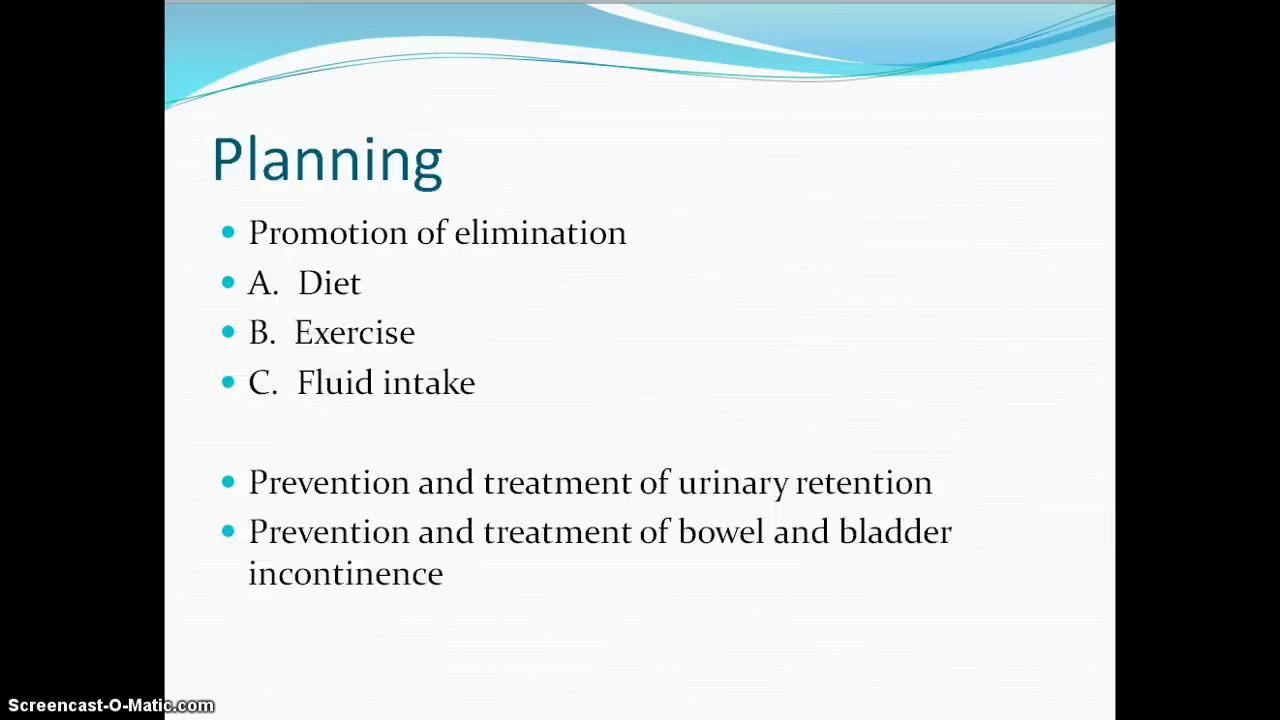 Planning
Promotion of elimination
A. Diet
B. Exercise
C. Fluid intake
Prevention and treatment of urinary retention
Prevention and treatment of bowel and bladder
incontinence
Screencast-O-Matic.com